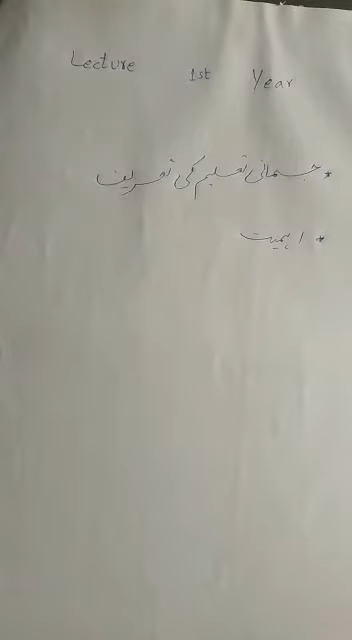 Lecture 1st Year
* جسمانی تعلیم کی تعریف
* اہمیت